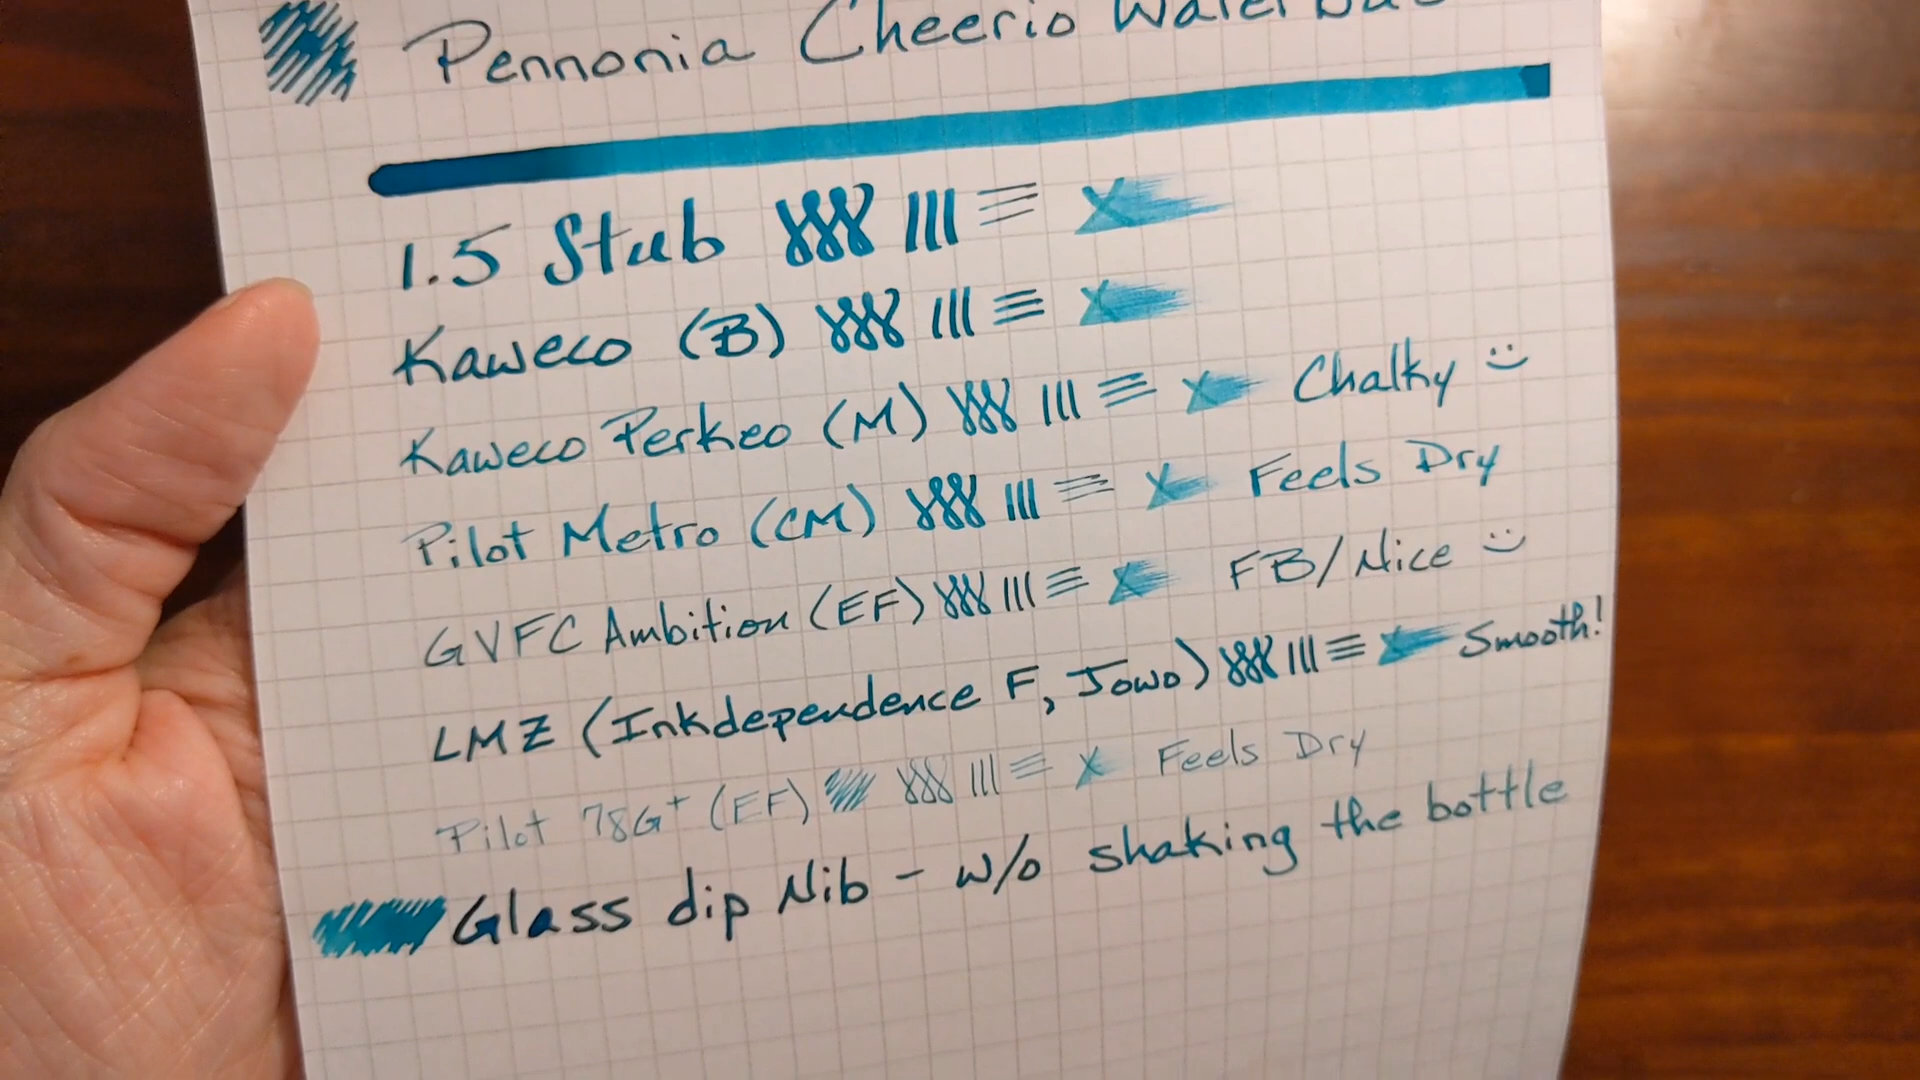 Pennonia Cheerio
1.5 Stub
Kaweco (B)
Kaweco Perkeo (M) Chalky :)
Pilot Metro (CM) Feels Dry
GVFC Ambition (EF) FB/Nice :)
LMZ (Inkdependence F, Jowo) Smooth!
Pilot 78G+ (EF) Feels Dry
Glass dip Nib - w/o shaking the bottle